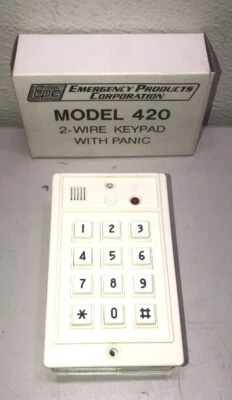 EPC EMERGENCY PRODUCTS
CORPORATION
MODEL 420
2-WIRE KEYPAD
WITH PANIC
1 2 3
4 5 6
7 8 9
* 0 #